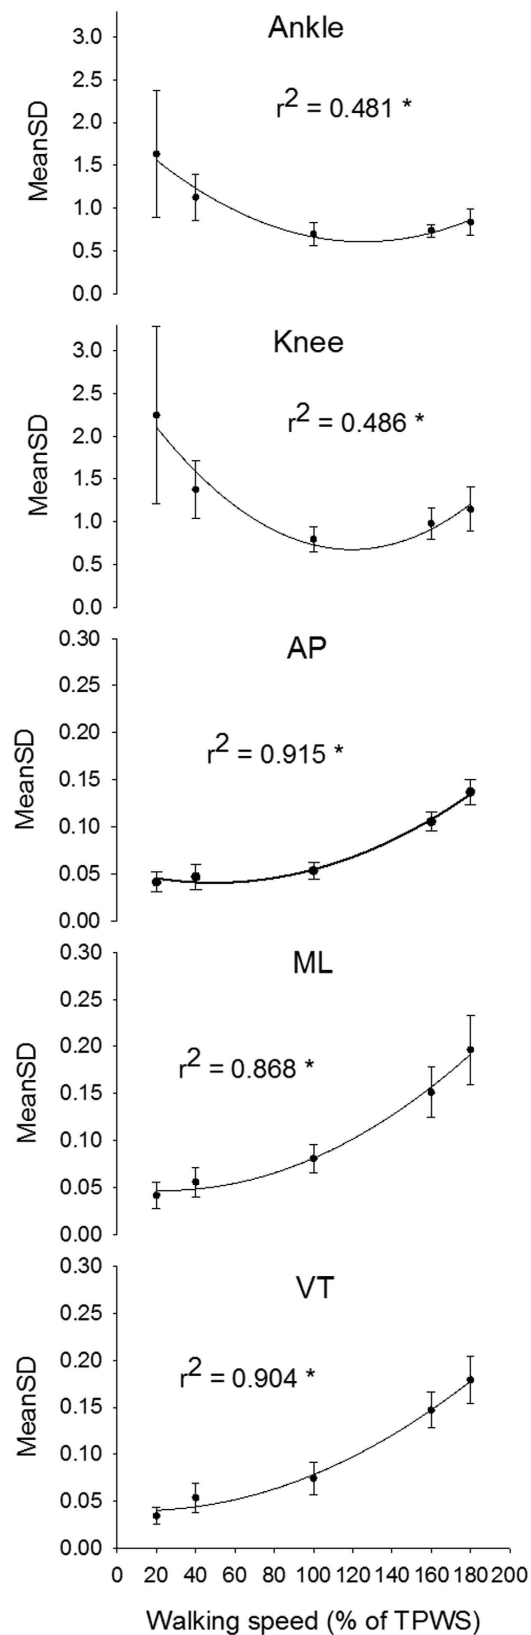 Ankle
r2 = 0.481 *
MeanSD
3.0
2.5
2.0
1.5
1.0
0.5
0.0
Knee
r2 = 0.486 *
MeanSD
3.0
2.5
2.0
1.5
1.0
0.5
0.0
AP
r2 = 0.915 *
MeanSD
0.30
0.25
0.20
0.15
0.10
0.05
0.00
ML
r2 = 0.868 *
MeanSD
0.30
0.25
0.20
0.15
0.10
0.05
0.00
VT
r2 = 0.904 *
MeanSD
0.30
0.25
0.20
0.15
0.10
0.05
0.00
0 20 40 60 80 100 120 140 160 180 200
Walking speed (% of TPWS)